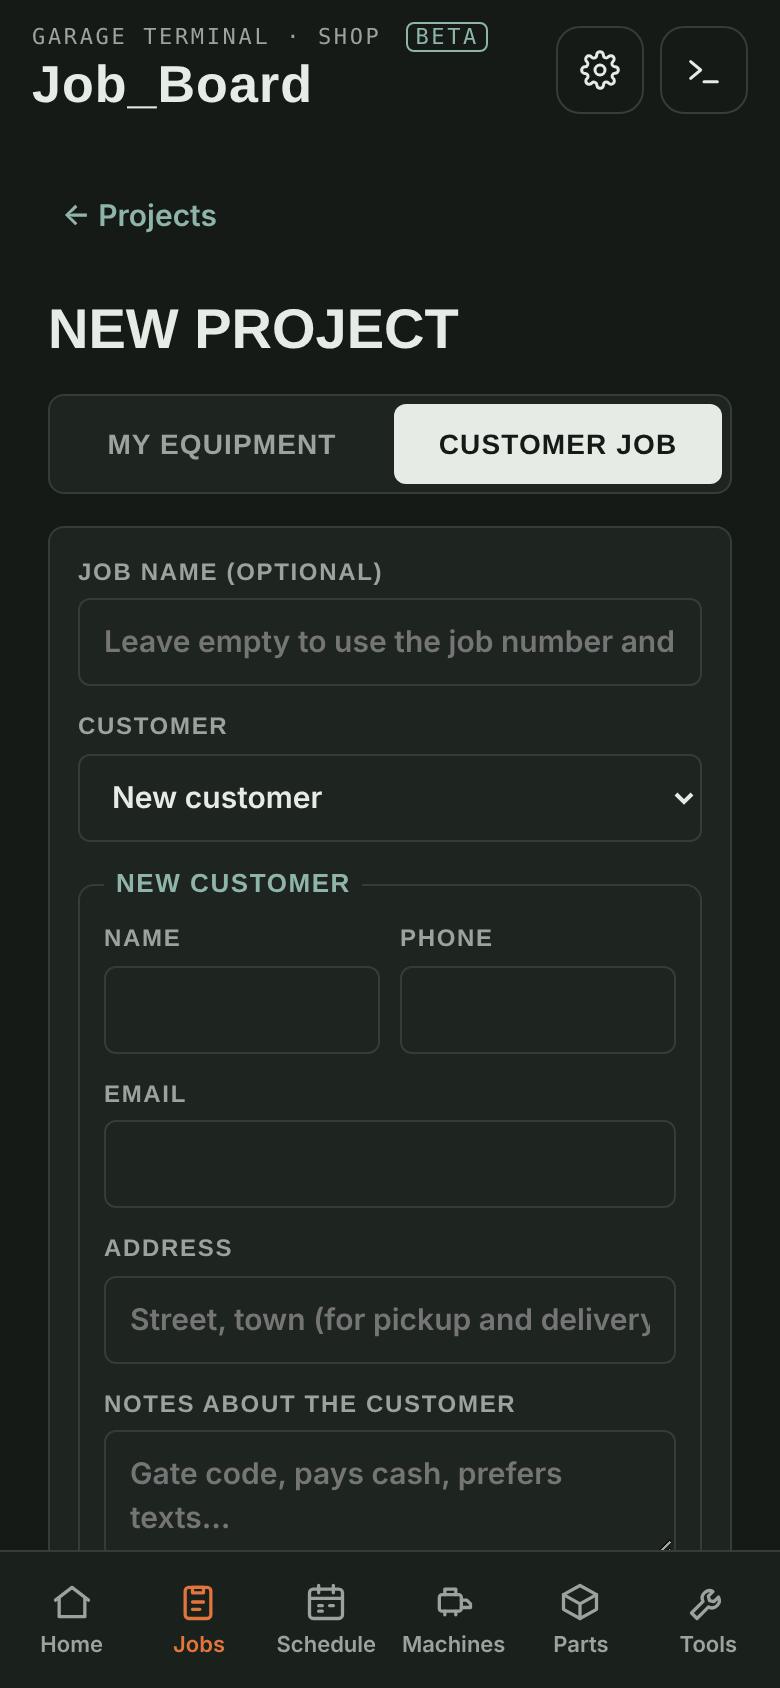 GARAGE TERMINAL · SHOP BETA
Job_Board
← Projects
NEW PROJECT
MY EQUIPMENT
CUSTOMER JOB
JOB NAME (OPTIONAL)
Leave empty to use the job number and
CUSTOMER
New customer
NEW CUSTOMER
NAME
PHONE
EMAIL
ADDRESS
Street, town (for pickup and delivery
NOTES ABOUT THE CUSTOMER
Gate code, pays cash, prefers
texts...
Home
Jobs
Schedule
Machines
Parts
Tools